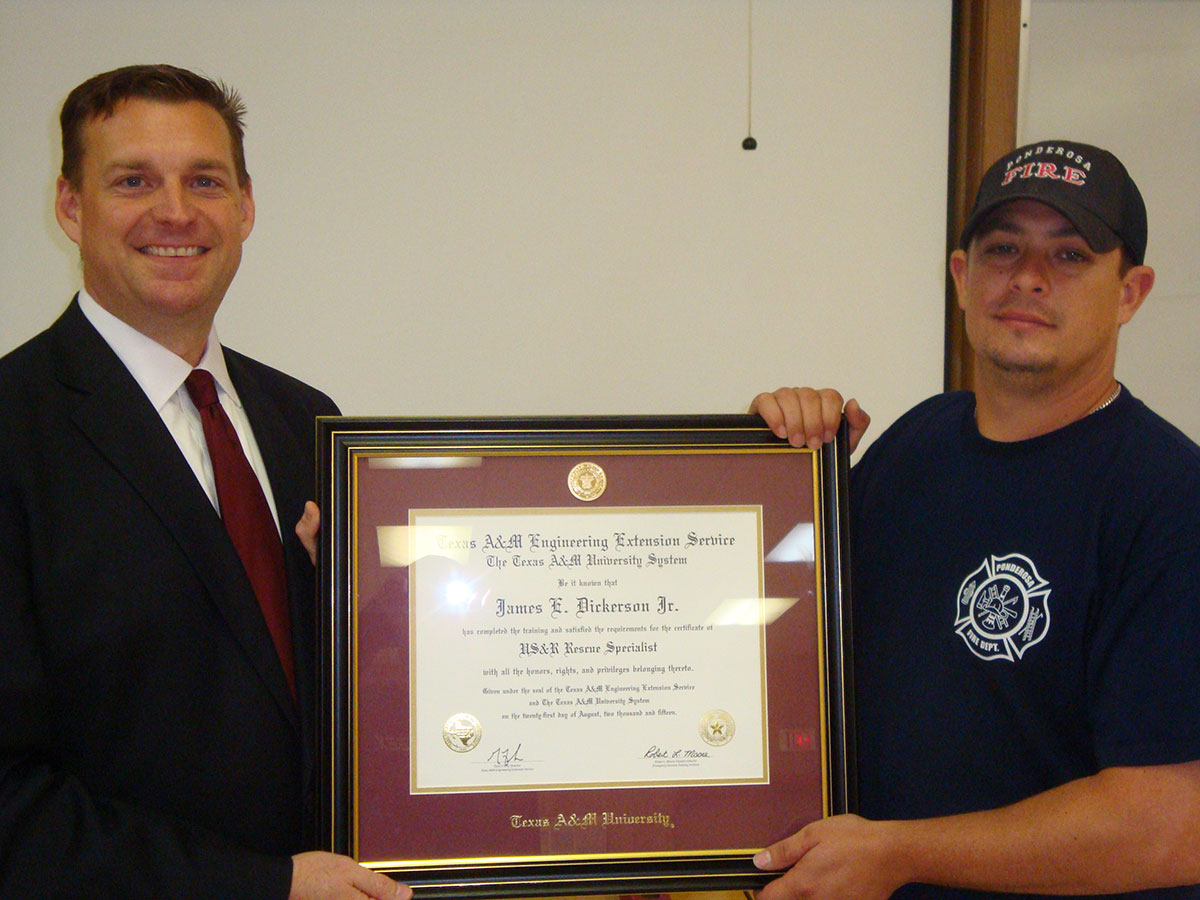 PONDEROSA
FIRE
Texas A&M Engineering Extension Service
The Texas A&M University System
Be it known that
James E. Dickerson Jr.
has completed the training and satisfied the requirements for the certificate of
US&R Rescue Specialist
with all the honors, rights, and privileges belonging thereto.
Given under the seal of the Texas A&M Engineering Extension Service
and The Texas A&M University System
on the twenty-first day of August, two thousand and fifteen.
Robert L. Moore
Texas A&M University
PONDEROSA
FIRE DEPT.